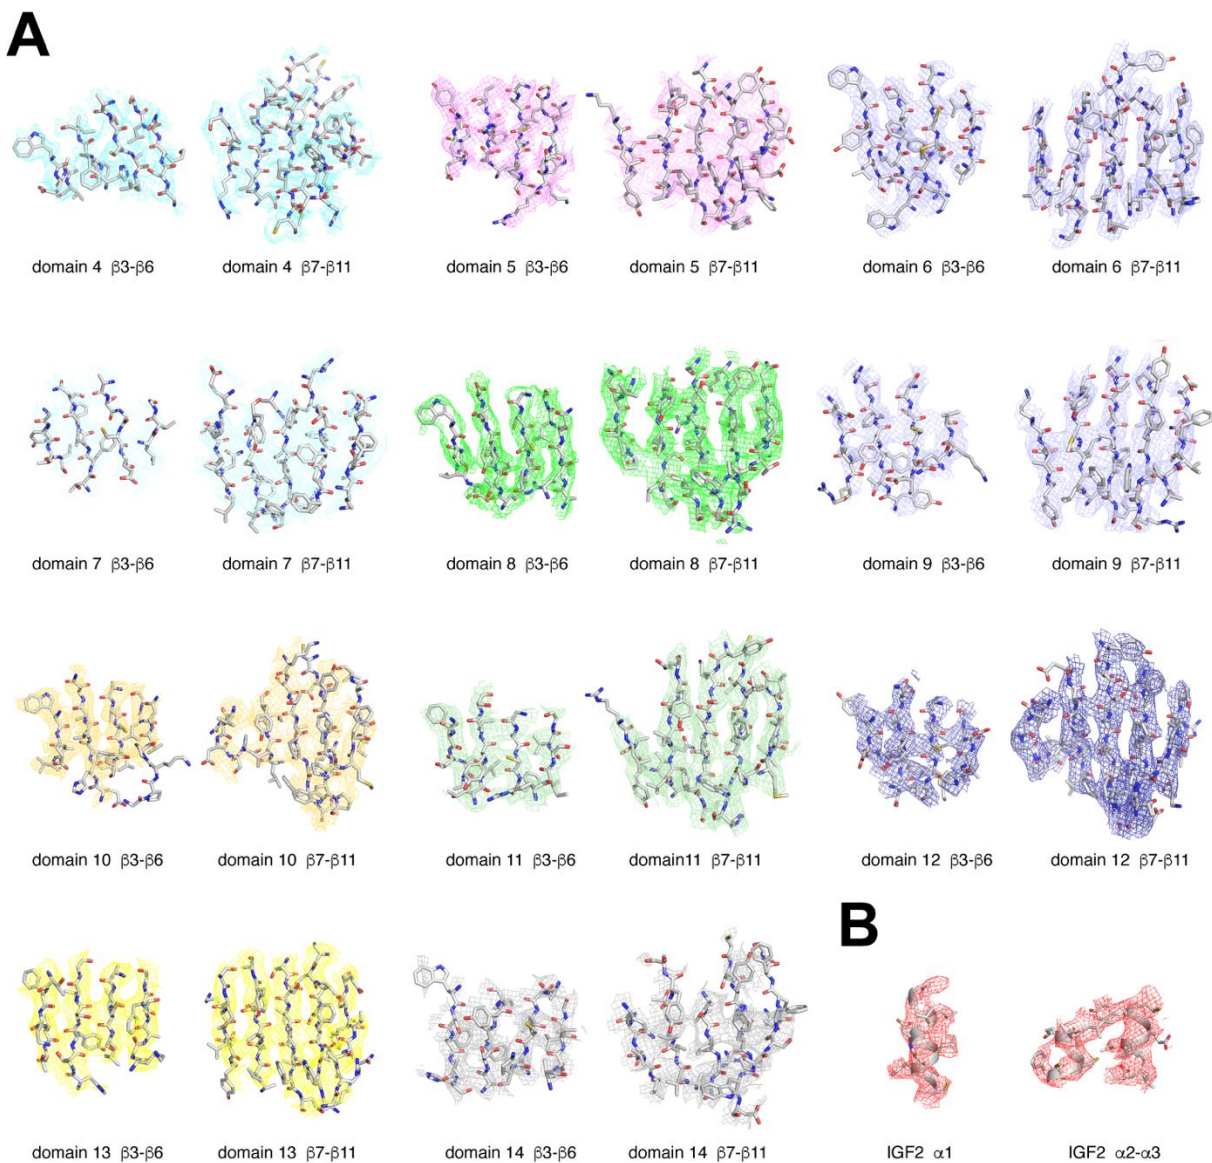 A
domain 4 β3-β6
domain 4 β7-β11
domain 5 β3-β6
domain 5 β7-β11
domain 6 β3-β6
domain 6 β7-β11
domain 7 β3-β6
domain 7 β7-β11
domain 8 β3-β6
domain 8 β7-β11
domain 9 β3-β6
domain 9 β7-β11
domain 10 β3-β6
domain 10 β7-β11
domain 11 β3-β6
domain11 β7-β11
domain 12 β3-β6
domain 12 β7-β11
domain 13 β3-β6
domain 13 β7-β11
domain 14 β3-β6
domain 14 β7-β11
B
IGF2 α1
IGF2 α2-α3